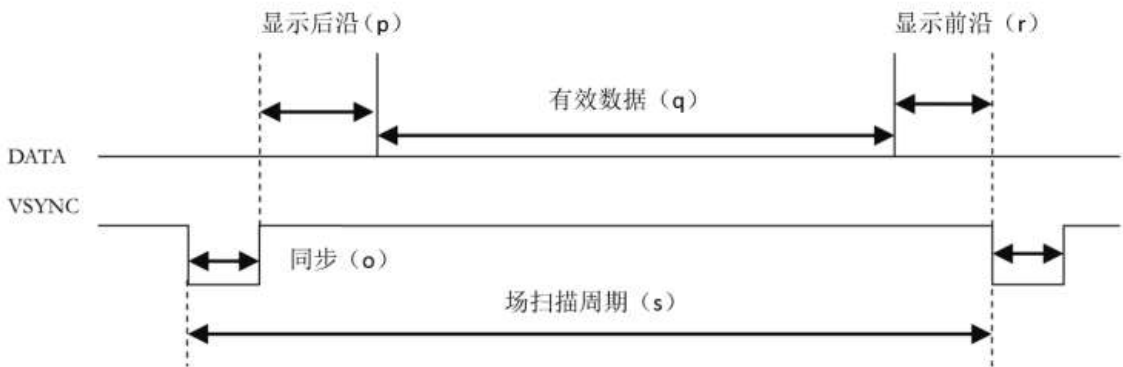 显示后沿(p)
显示前沿(r)
有效数据(q)
DATA
VSYNC
同步(o)
场扫描周期(s)